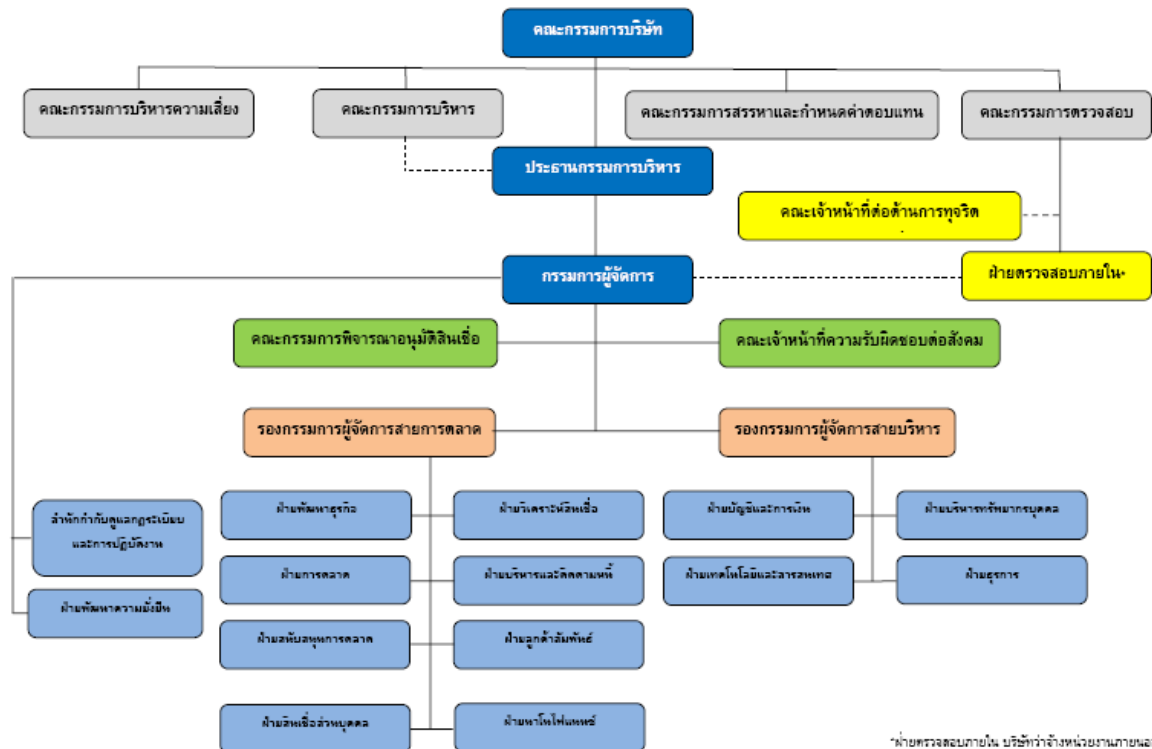 คณะกรรมการบริษัท
คณะกรรมการบริหารความเสี่ยง
คณะกรรมการบริหาร
คณะกรรมการสรรหาและกำหนดค่าตอบแทน
คณะกรรมการตรวจสอบ
ประธานกรรมการบริหาร
คณะเจ้าหน้าที่ต่อต้านการทุจริต
กรรมการผู้จัดการ
ฝ่ายตรวจสอบภายใน*
คณะกรรมการพิจารณาอนุมัติสินเชื่อ
คณะเจ้าหน้าที่ความรับผิดชอบต่อสังคม
รองกรรมการผู้จัดการสายการตลาด
รองกรรมการผู้จัดการสายบริหาร
สำนักกำกับดูแลกฎระเบียบ
และการปฏิบัติงาน
ฝ่ายพัฒนาธุรกิจ
ฝ่ายวิเคราะห์สินเชื่อ
ฝ่ายบัญชีและการเงิน
ฝ่ายบริหารทรัพยากรบุคคล
ฝ่ายการตลาด
ฝ่ายบริหารและติดตามหนี้
ฝ่ายเทคโนโลยีและสารสนเทศ
ฝ่ายธุรการ
ฝ่ายพัฒนาความยั่งยืน
ฝ่ายสนับสนุนการตลาด
ฝ่ายลูกค้าสัมพันธ์
ฝ่ายสินเชื่อส่วนบุคคล
ฝ่ายนาโนไฟแนนซ์
*ฝ่ายตรวจสอบภายใน บริษัทว่าจ้างหน่วยงานภายนอ